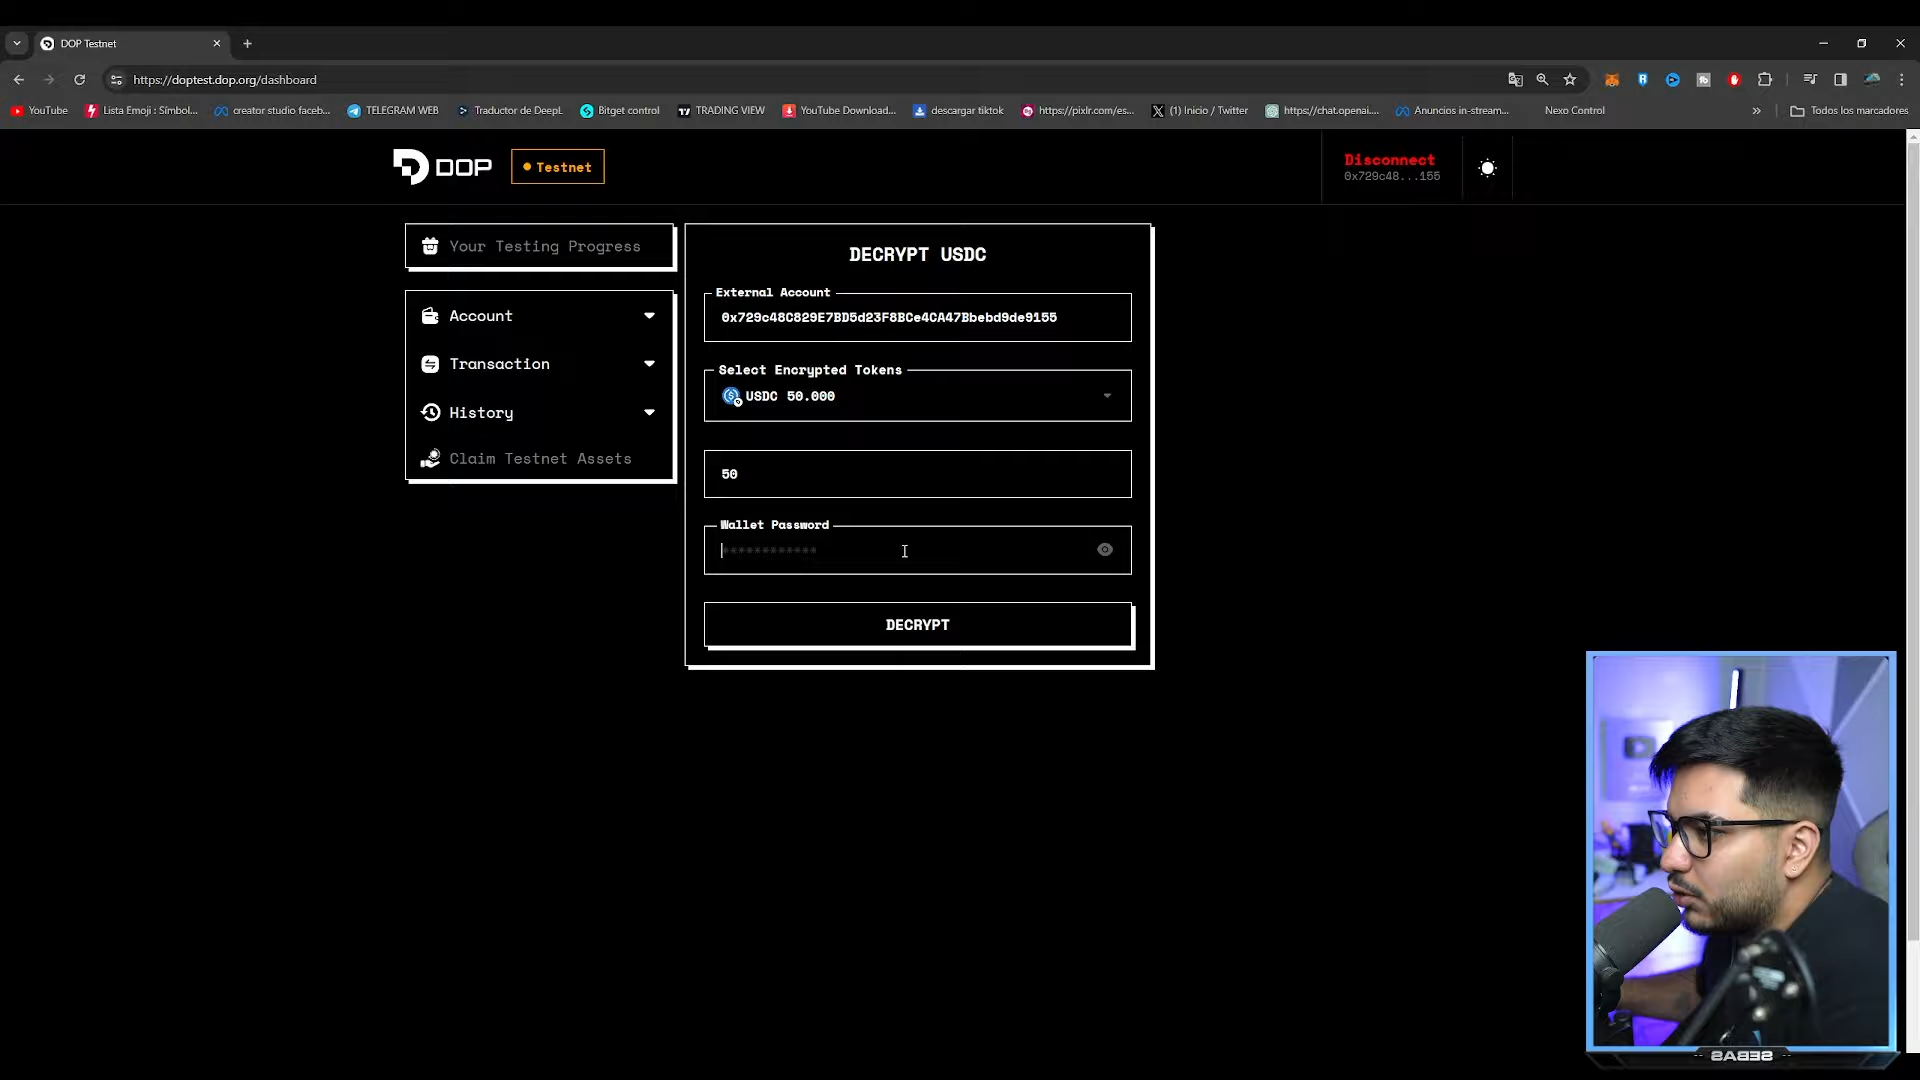 DOP Testnet
https://doptest.dop.org/dashboard
YouTube
Lista Emoji : Símbol...
creator studio faceb...
TELEGRAM WEB
Traductor de DeepL
Bitget control
TRADING VIEW
YouTube Download...
descargar tiktok
https://pixlr.com/es...
(1) Inicio / Twitter
https://chat.openai....
Anuncios in-stream...
Nexo Control
»
Todos los marcadores
DOP
Testnet
Disconnect
0x729c48...155
Your Testing Progress
Account
Transaction
History
Claim Testnet Assets
DECRYPT USDC
External Account
0x729c48C829E7BD5d23F8BCe4CA47Bbebd9de9155
Select Encrypted Tokens
USDC 50.000
50
Wallet Password
************
DECRYPT
SEBAS